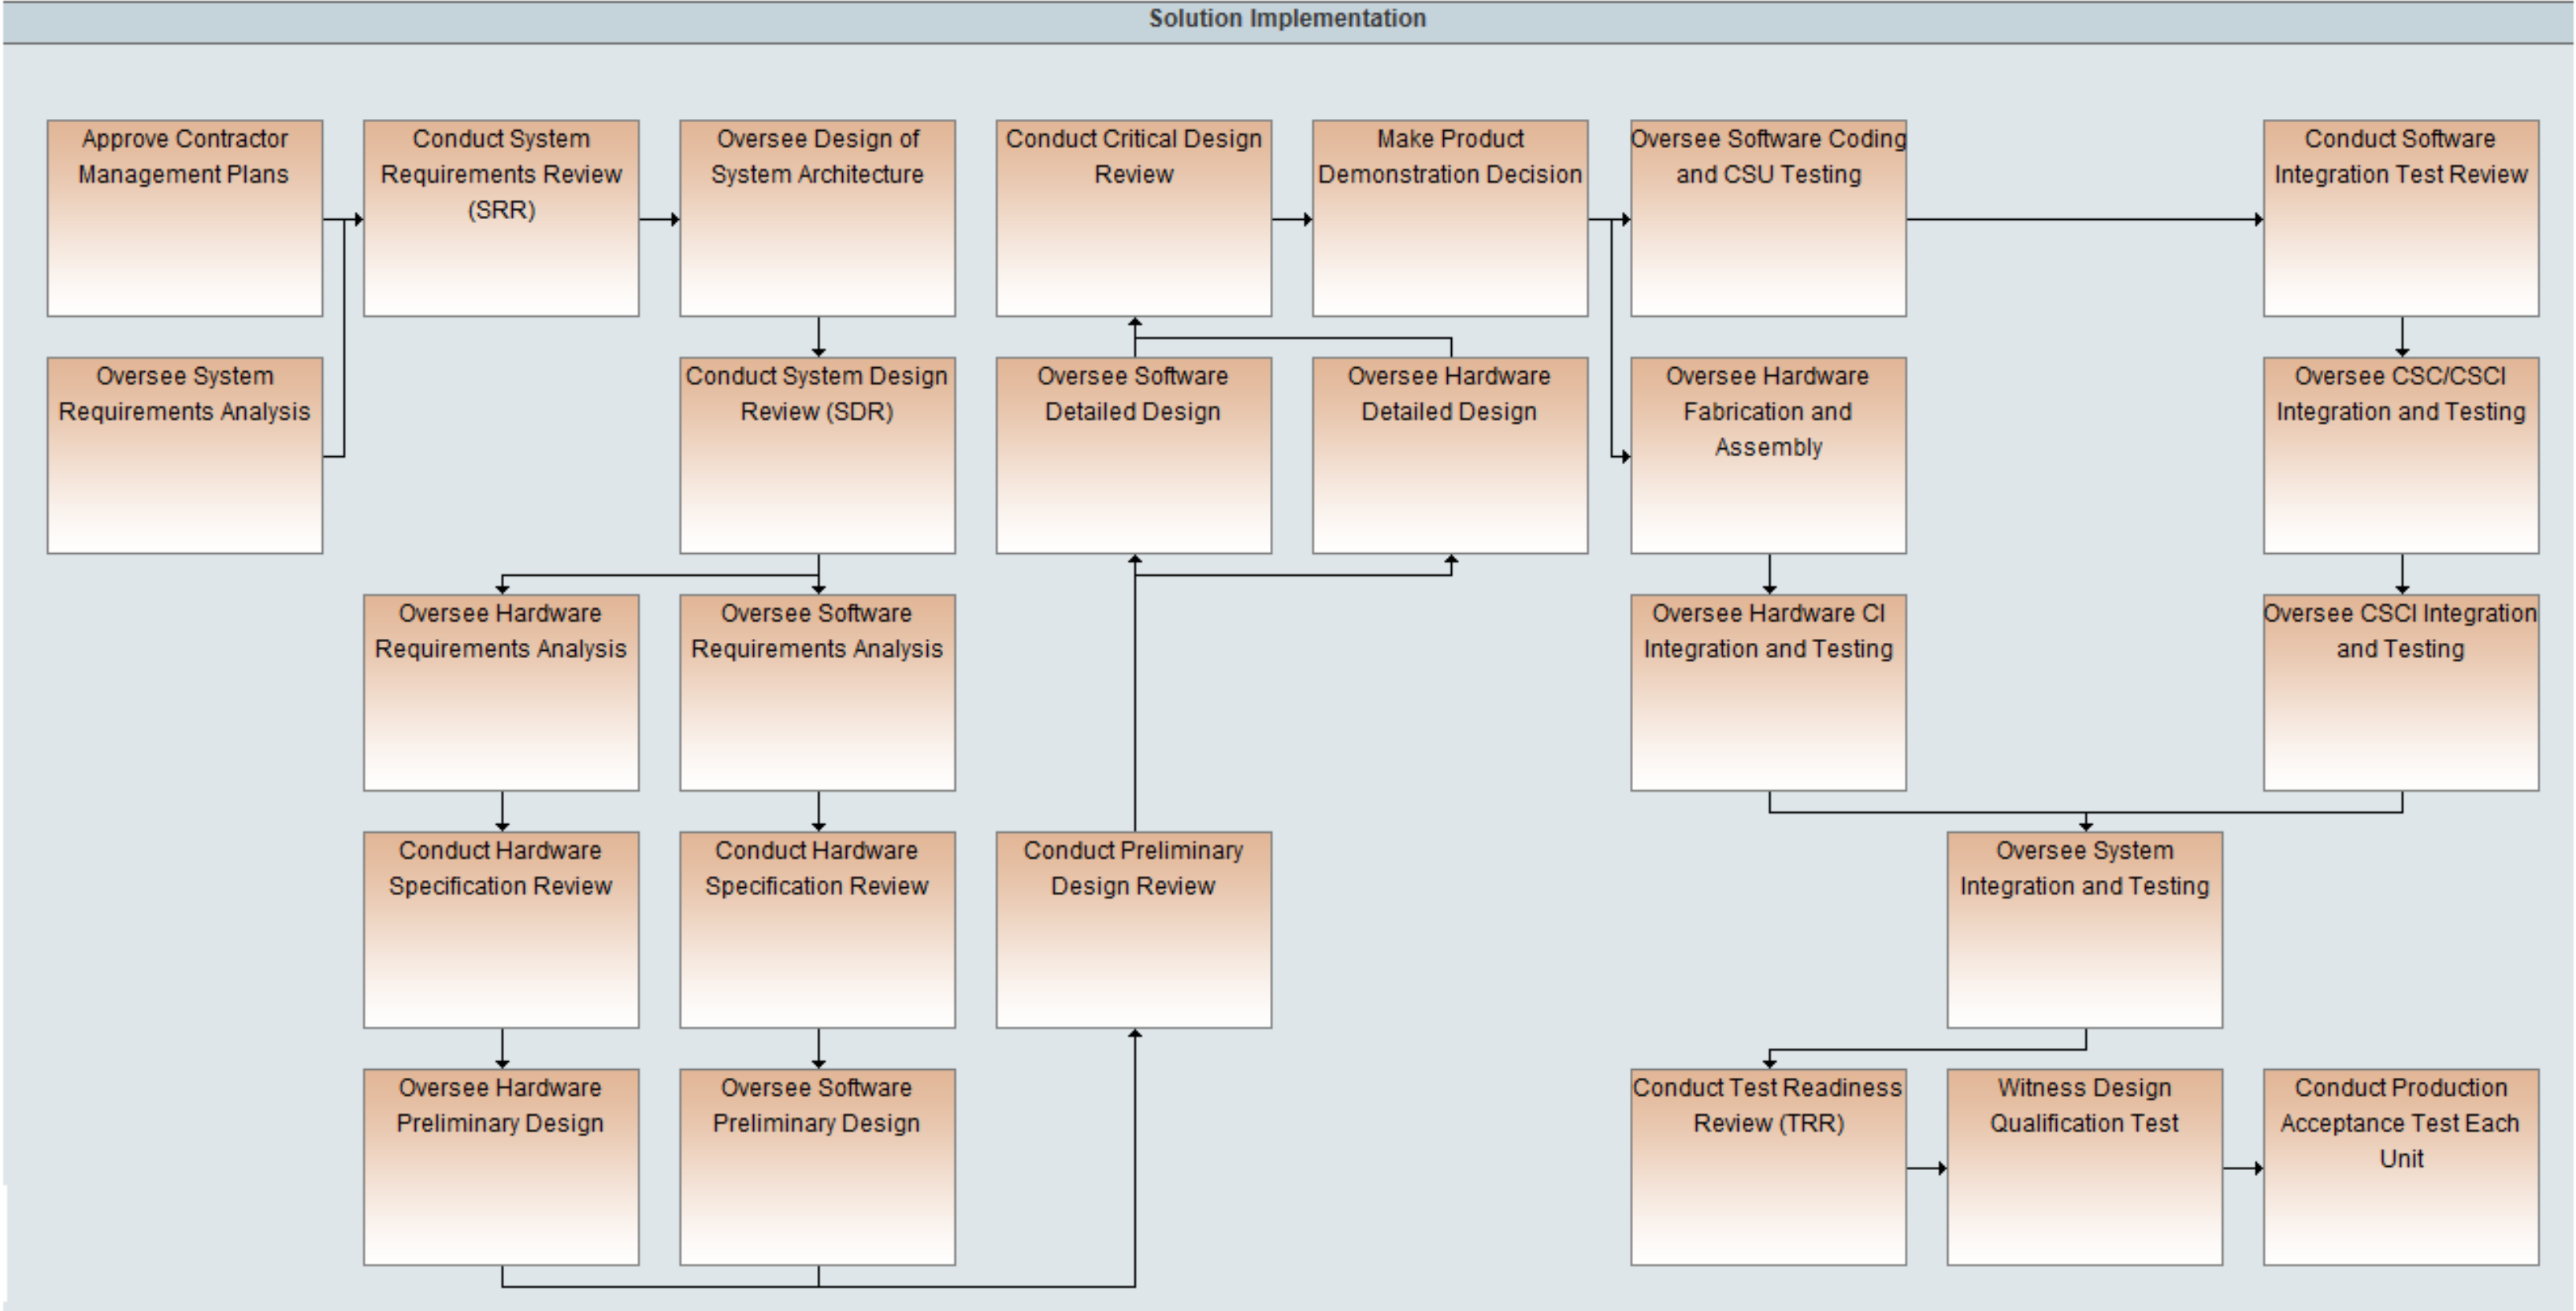 Solution Implementation
Approve Contractor
Management Plans
Conduct System
Requirements Review
(SRR)
Oversee Design of
System Architecture
Conduct Critical Design
Review
Make Product
Demonstration Decision
Oversee Software Coding
and CSU Testing
Conduct Software
Integration Test Review
Oversee System
Requirements Analysis
Conduct System Design
Review (SDR)
Oversee Software
Detailed Design
Oversee Hardware
Detailed Design
Oversee Hardware
Fabrication and
Assembly
Oversee CSC/CSCI
Integration and Testing
Oversee Hardware
Requirements Analysis
Oversee Software
Requirements Analysis
Oversee Hardware CI
Integration and Testing
Oversee CSCI Integration
and Testing
Conduct Hardware
Specification Review
Conduct Hardware
Specification Review
Conduct Preliminary
Design Review
Oversee System
Integration and Testing
Oversee Hardware
Preliminary Design
Oversee Software
Preliminary Design
Conduct Test Readiness
Review (TRR)
Witness Design
Qualification Test
Conduct Production
Acceptance Test Each
Unit